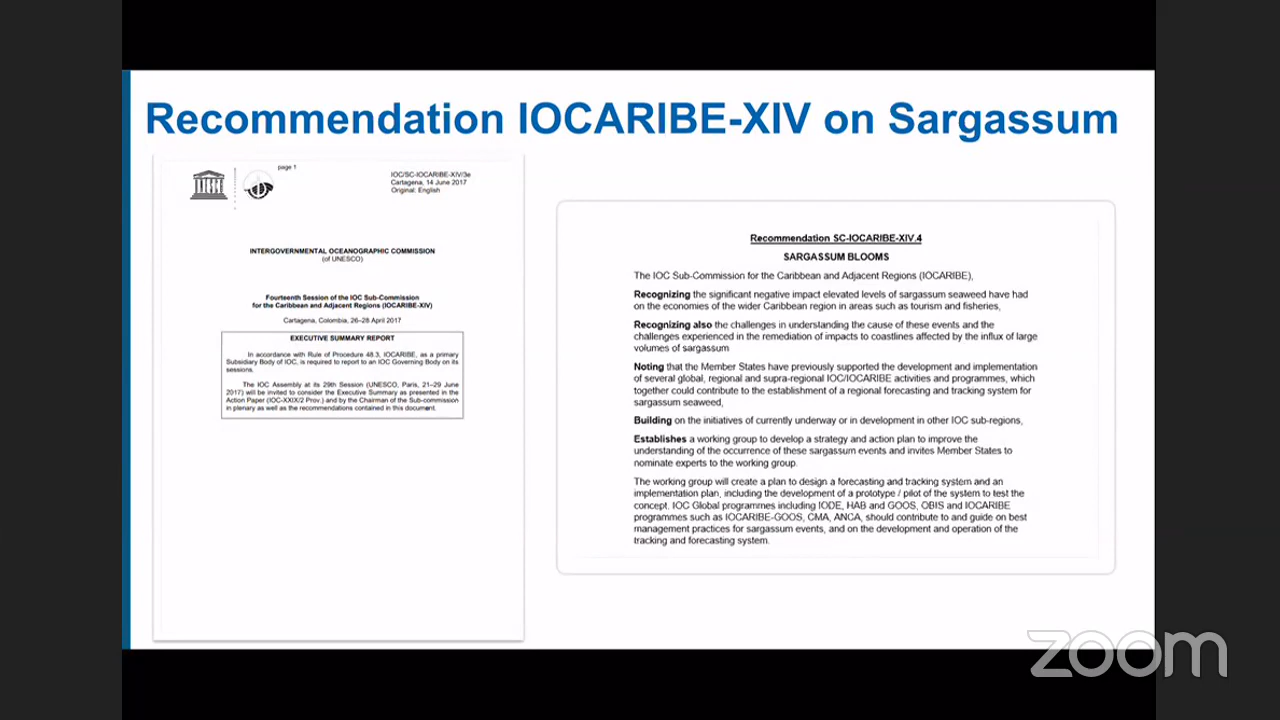 Recommendation IOCARIBE-XIV on Sargassum
page 1
IOC/SC-IOCARIBE-XIV/3e
Cartagena, 14 June 2017
Original: English
INTERGOVERNMENTAL OCEANOGRAPHIC COMMISSION
(of UNESCO)
Fourteenth Session of the IOC Sub-Commission
for the Caribbean and Adjacent Regions (IOCARIBE-XIV)
Cartagena, Colombia, 26–28 April 2017
EXECUTIVE SUMMARY REPORT
In accordance with Rule of Procedure 48.3, IOCARIBE, as a primary
Subsidiary Body of IOC, is required to report to an IOC Governing Body on its
sessions.
The IOC Assembly at its 29th Session (UNESCO, Paris, 21–29 June
2017) will be invited to consider the Executive Summary as presented in the
Action Paper (IOC-XXIX/2 Prov.) and by the Chairman of the Sub-commission
in plenary as well as the recommendations contained in this document.
Recommendation SC-IOCARIBE-XIV.4
SARGASSUM BLOOMS
The IOC Sub-Commission for the Caribbean and Adjacent Regions (IOCARIBE),
Recognizing the significant negative impact elevated levels of sargassum seaweed have had
on the economies of the wider Caribbean region in areas such as tourism and fisheries,
Recognizing also the challenges in understanding the cause of these events and the
challenges experienced in the remediation of impacts to coastlines affected by the influx of large
volumes of sargassum
Noting that the Member States have previously supported the development and implementation
of several global, regional and supra-regional IOC/IOCARIBE activities and programmes, which
together could contribute to the establishment of a regional forecasting and tracking system for
sargassum seaweed,
Building on the initiatives of currently underway or in development in other IOC sub-regions,
Establishes a working group to develop a strategy and action plan to improve the
understanding of the occurrence of these sargassum events and invites Member States to
nominate experts to the working group.
The working group will create a plan to design a forecasting and tracking system and an
implementation plan, including the development of a prototype / pilot of the system to test the
concept. IOC Global programmes including IODE, HAB and GOOS, OBIS and IOCARIBE
programmes such as IOCARIBE-GOOS, CMA, ANCA, should contribute to and guide on best
management practices for sargassum events, and on the development and operation of the
tracking and forecasting system.
zoom